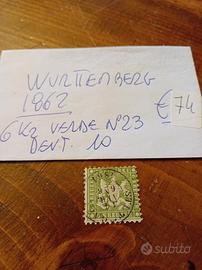 WURTTEMBERG
1862
€ 74
6 KR VERDE N°23
DENT. 10
subito